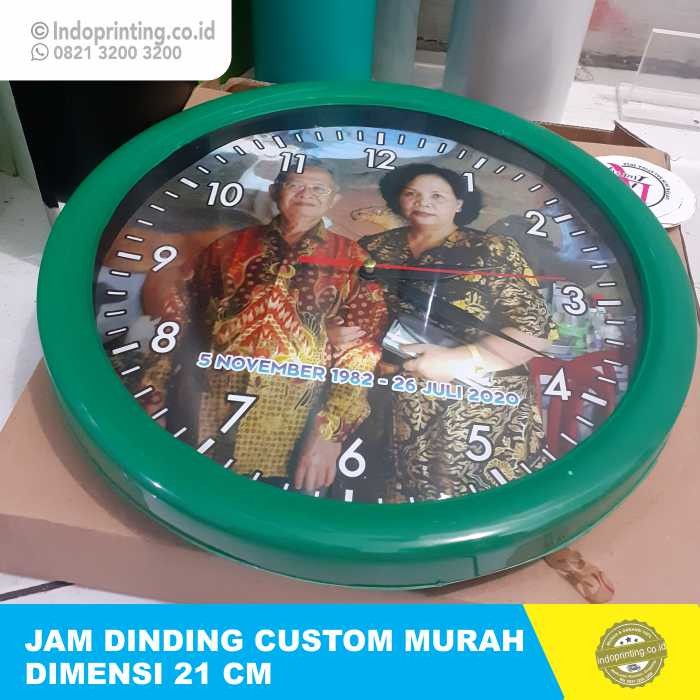 © Indoprinting.co.id
0821 3200 3200
12
1
2
3
4
5
6
7
8
9
10
11
5 NOVEMBER 1982 - 26 JULI 2020
JAM DINDING CUSTOM MURAH
DIMENSI 21 CM
indoprinting.co.id